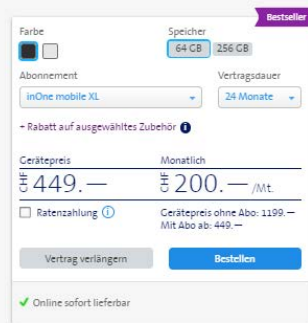 Bestseller
Farbe
Speicher
64 GB 256 GB
Abonnement
Vertragsdauer
inOne mobile XL
24 Monate
+ Rabatt auf ausgewähltes Zubehör i
Gerätepreis
Monatlich
CHF 449.—
CHF 200.— /Mt.
Ratenzahlung i
Gerätepreis ohne Abo: 1199.—
Mit Abo ab: 449.—
Vertrag verlängern
Bestellen
Online sofort lieferbar